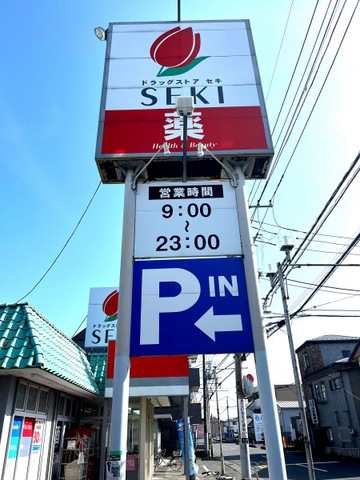 ドラッグストア セキ
SEKI
薬
Health & Beauty
営業時間
9:00
～
23:00
P IN
SEKI